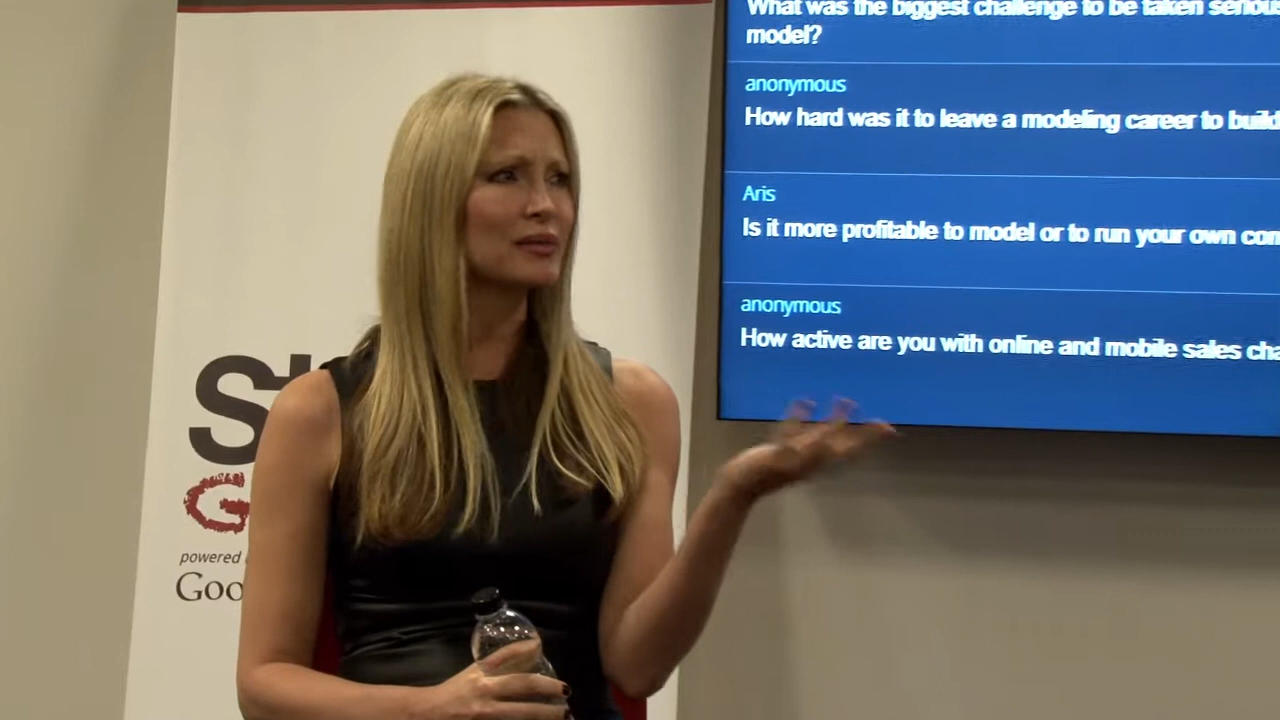 What was the biggest challenge to be taken
model?
anonymous
How hard was it to leave a modeling career to build
Aris
Is it more profitable to model or to run your own
anonymous
How active are you with online and mobile sales
St
G
powered
Goo